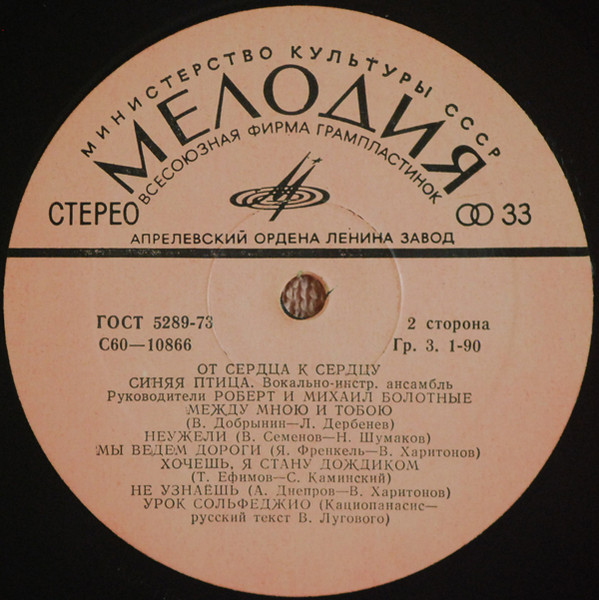 МИНИСТЕРСТВО КУЛЬТУРЫ СССР
МЕЛОДИЯ
ВСЕСОЮЗНАЯ ФИРМА ГРАМПЛАСТИНОК
СТЕРЕО 33
АПРЕЛЕВСКИЙ ОРДЕНА ЛЕНИНА ЗАВОД
ГОСТ 5289-73 2 сторона
С60—10866 Гр. 3. 1-90
ОТ СЕРДЦА К СЕРДЦУ
СИНЯЯ ПТИЦА. Вокально-инстр. ансамбль
Руководители РОБЕРТ И МИХАИЛ БОЛОТНЫЕ
МЕЖДУ МНОЮ И ТОБОЮ
(В. Добрынин—Л. Дербенев)
НЕУЖЕЛИ (В. Семенов—Н. Шумаков)
МЫ ВЕДЕМ ДОРОГИ (Я. Френкель—В. Харитонов)
ХОЧЕШЬ, Я СТАНУ ДОЖДИКОМ
(Т. Ефимов—С. Каминский)
НЕ УЗНАЁШЬ (А. Днепров—В. Харитонов)
УРОК СОЛЬФЕДЖИО (Кациопанасис—
русский текст В. Лугового)